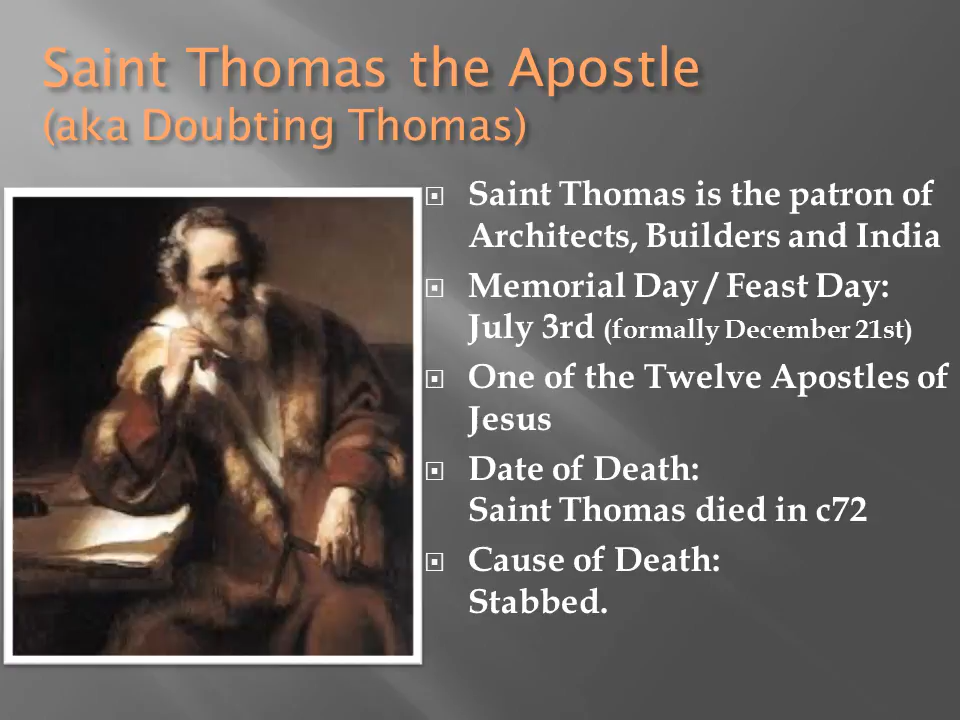 Saint Thomas the Apostle
(aka Doubting Thomas)
Saint Thomas is the patron of
Architects, Builders and India
Memorial Day / Feast Day:
July 3rd (formally December 21st)
One of the Twelve Apostles of
Jesus
Date of Death:
Saint Thomas died in c72
Cause of Death:
Stabbed.